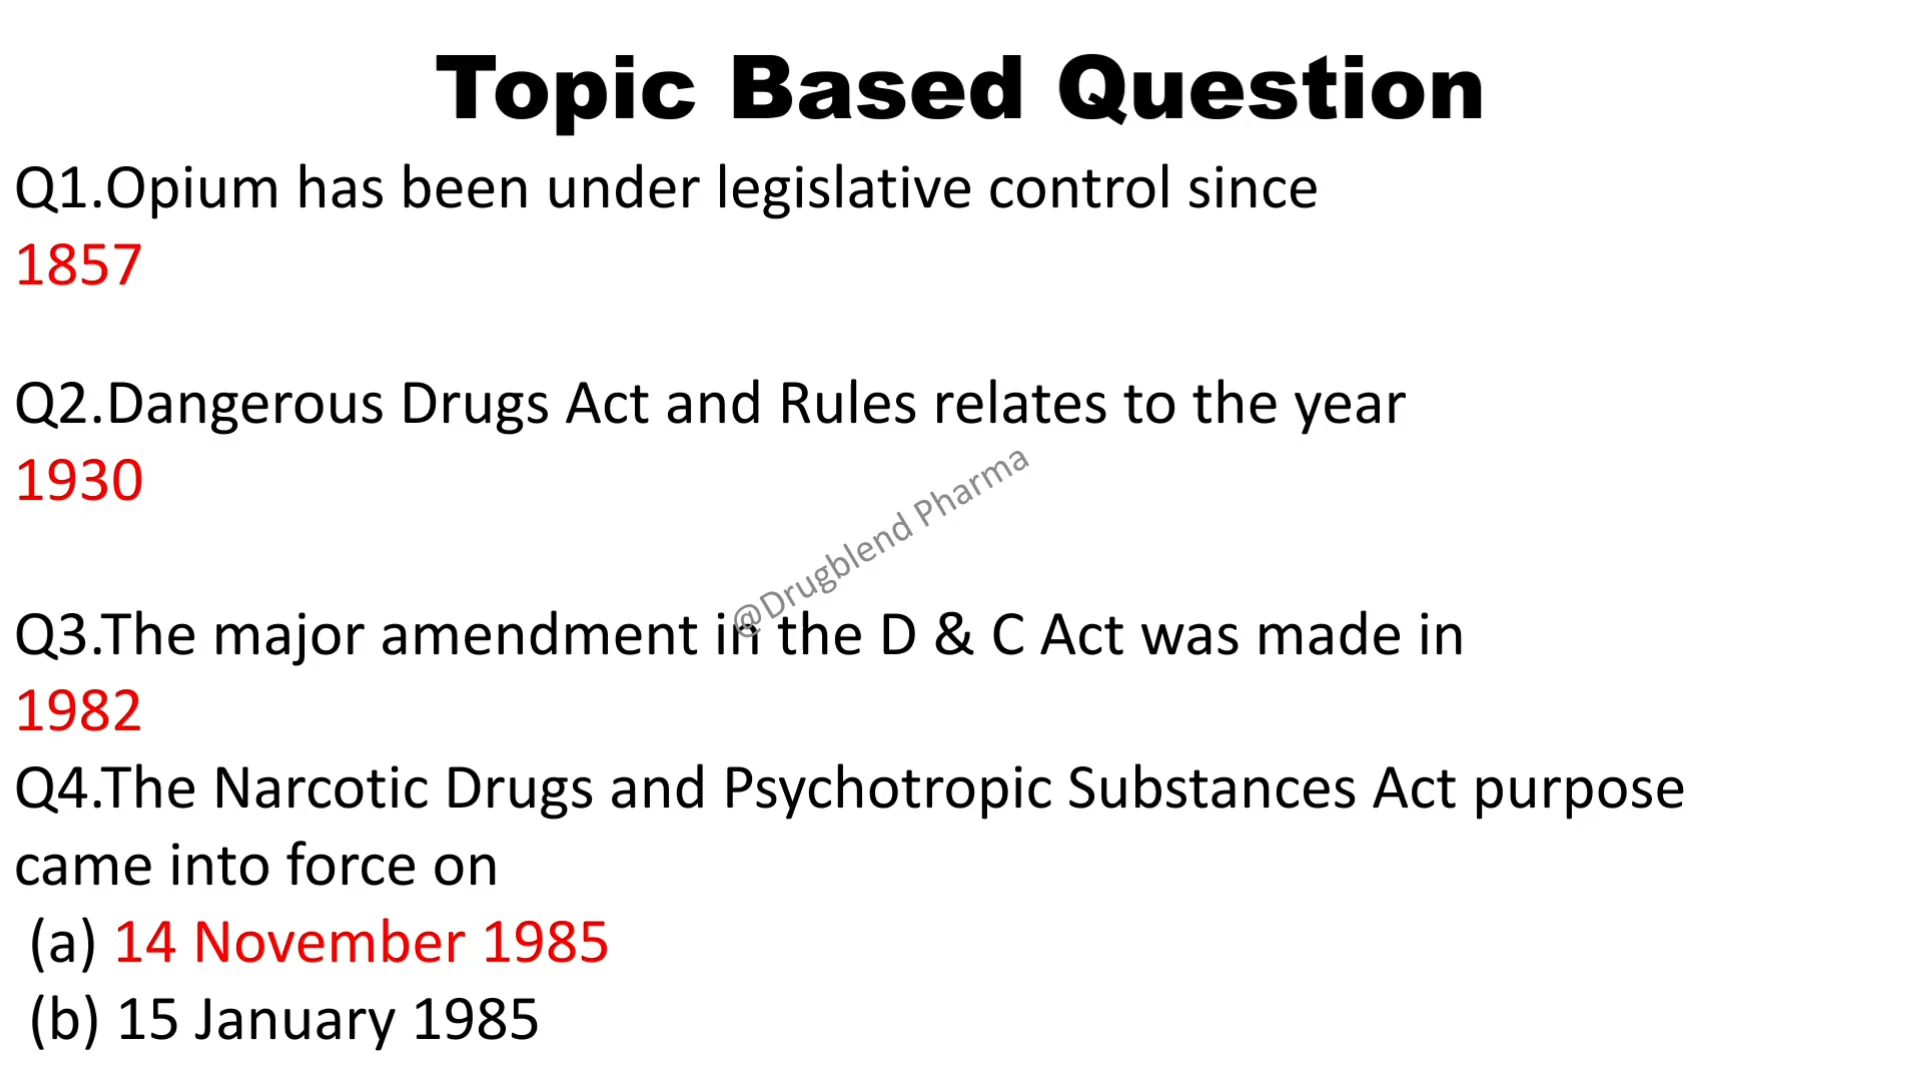 Topic Based Question
Q1.Opium has been under legislative control since
1857
Q2.Dangerous Drugs Act and Rules relates to the year
1930
@Drugblend Pharma
Q3.The major amendment in the D & C Act was made in
1982
Q4.The Narcotic Drugs and Psychotropic Substances Act purpose
came into force on
(a) 14 November 1985
(b) 15 January 1985